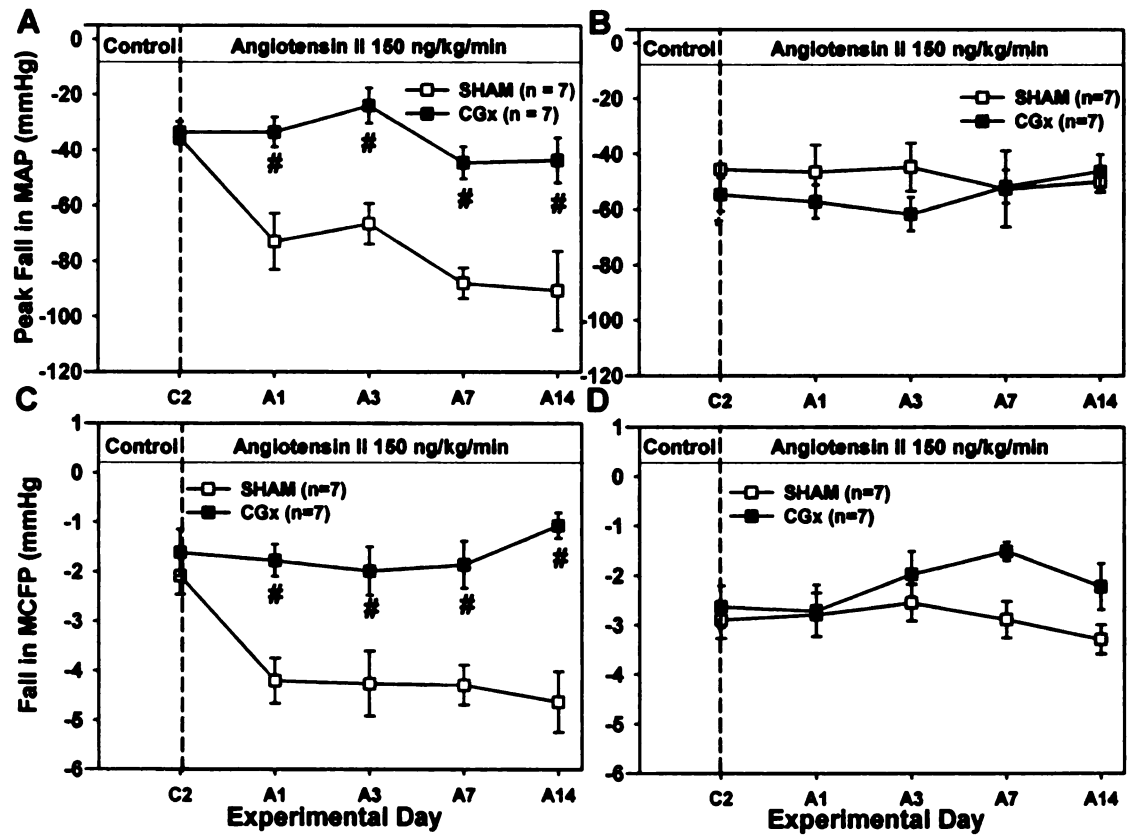 A
Control
Angiotensin II 150 ng/kg/min
SHAM (n = 7)
CGx (n = 7)
Peak Fall in MAP (mmHg)
0
-20
-40
-60
-80
-100
-120
#
#
#
#
C2
A1
A3
A7
A14
B
Control
Angiotensin II 150 ng/kg/min
SHAM (n=7)
CGx (n=7)
0
-20
-40
-60
-80
-100
-120
C2
A1
A3
A7
A14
C
Control
Angiotensin II 150 ng/kg/min
SHAM (n=7)
CGx (n=7)
Fall in MCFP (mmHg
1
0
-1
-2
-3
-4
-5
-6
#
#
#
#
C2
A1
A3
A7
A14
Experimental Day
D
Control
Angiotensin II 150 ng/kg/min
SHAM (n=7)
CGx (n=7)
1
0
-1
-2
-3
-4
-5
-6
C2
A1
A3
A7
A14
Experimental Day